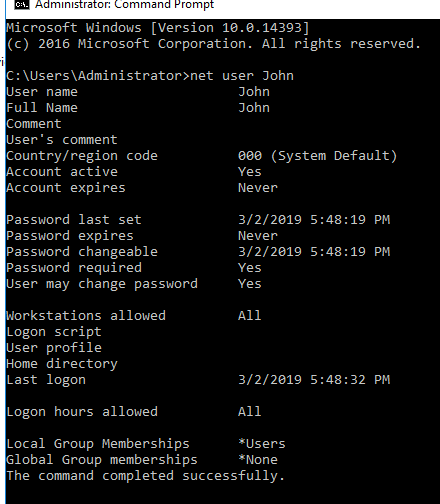 Administrator: Command Prompt
Microsoft Windows [Version 10.0.14393]
(c) 2016 Microsoft Corporation. All rights reserved.
C:\Users\Administrator>net user John
User name                    John
Full Name                    John
Comment
User's comment
Country/region code          000 (System Default)
Account active               Yes
Account expires              Never
Password last set            3/2/2019 5:48:19 PM
Password expires             Never
Password changeable          3/2/2019 5:48:19 PM
Password required            Yes
User may change password     Yes
Workstations allowed         All
Logon script
User profile
Home directory
Last logon                   3/2/2019 5:48:32 PM
Logon hours allowed          All
Local Group Memberships      *Users
Global Group memberships     *None
The command completed successfully.